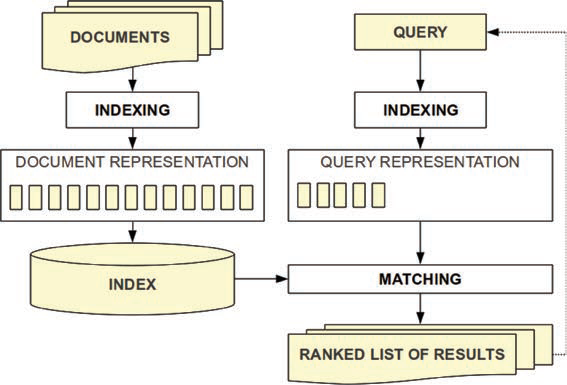 DOCUMENTS
INDEXING
DOCUMENT REPRESENTATION
INDEX
QUERY
INDEXING
QUERY REPRESENTATION
MATCHING
RANKED LIST OF RESULTS